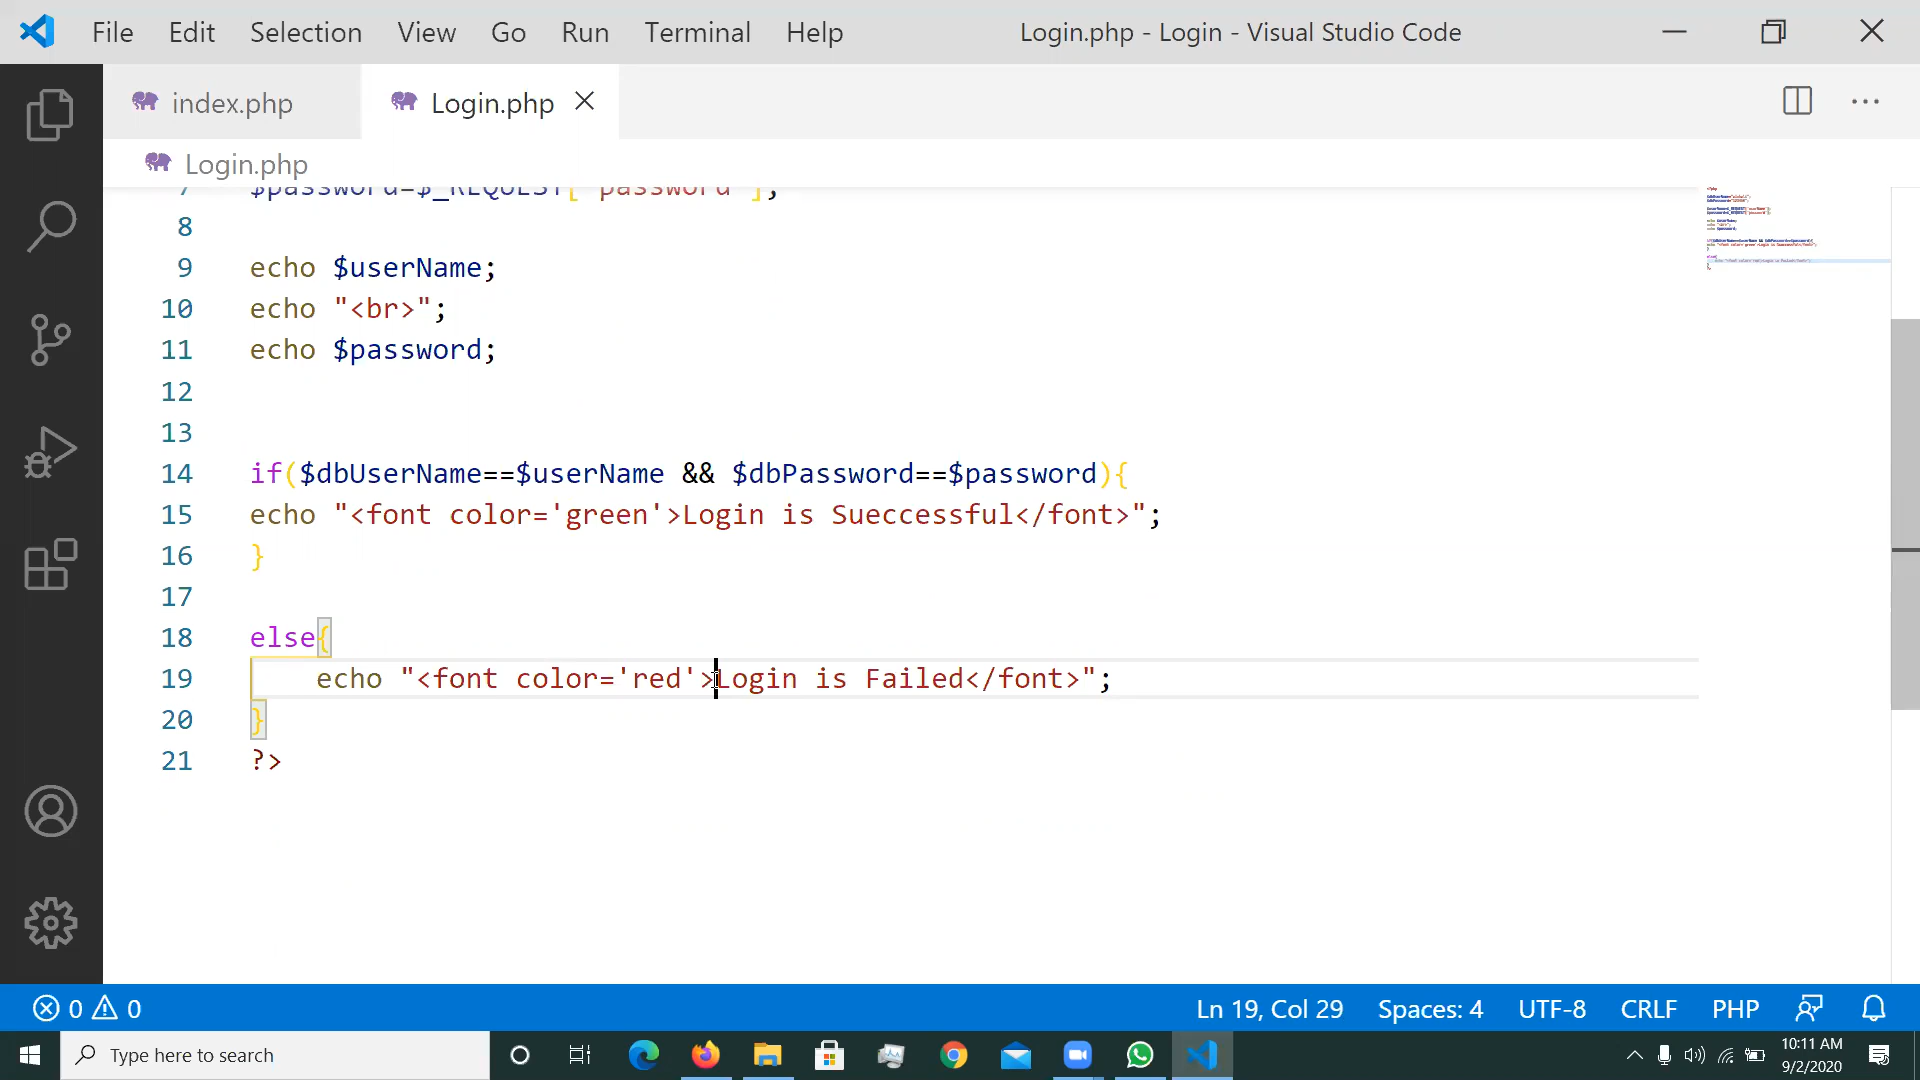 File Edit Selection View Go Run Terminal Help Login.php - Login - Visual Studio Code
index.php Login.php
Login.php
7 $password=$_REQUEST['password'];
8
9 echo $userName;
10 echo "<br>";
11 echo $password;
12
13
14 if($dbUserName==$userName && $dbPassword==$password){
15 echo "<font color='green'>Login is Sueccessful</font>";
16 }
17
18 else{
19 echo "<font color='red'>Login is Failed</font>";
20 }
21 ?>
0 0 Ln 19, Col 29 Spaces: 4 UTF-8 CRLF PHP
Type here to search
10:11 AM
9/2/2020